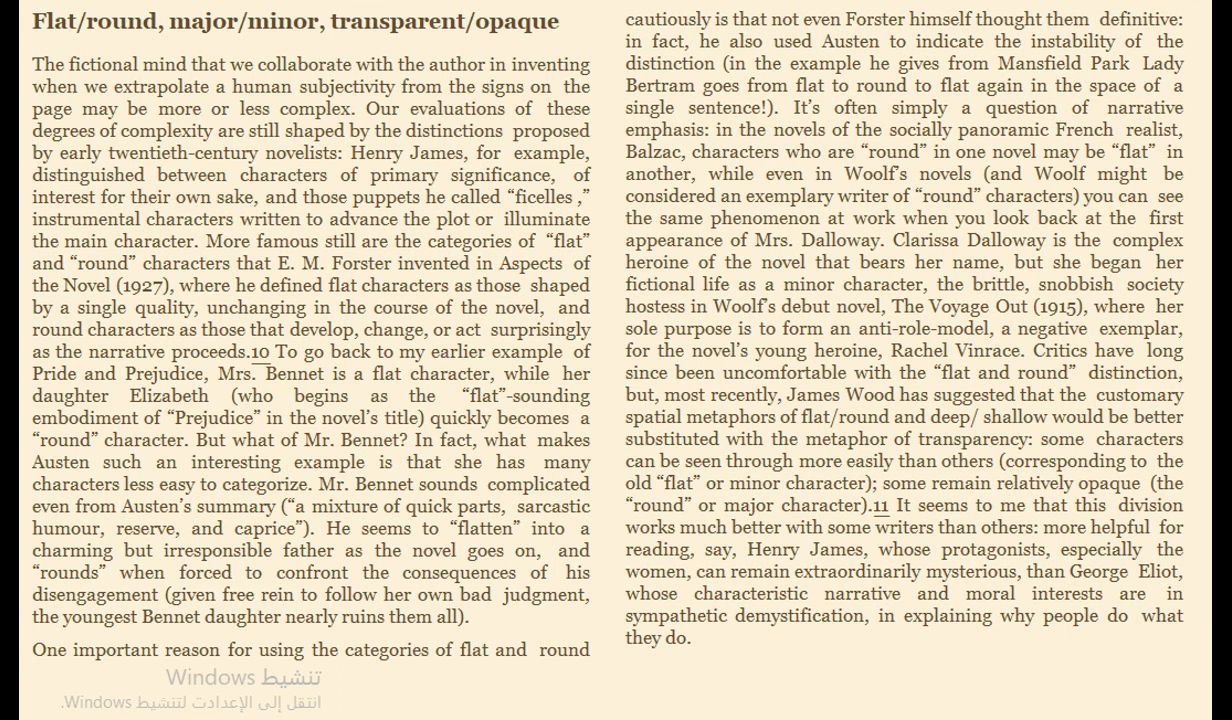 Flat/round, major/minor, transparent/opaque
The fictional mind that we collaborate with the author in inventing
when we extrapolate a human subjectivity from the signs on the
page may be more or less complex. Our evaluations of these
degrees of complexity are still shaped by the distinctions proposed
by early twentieth-century novelists: Henry James, for example,
distinguished between characters of primary significance, of
interest for their own sake, and those puppets he called “ficelles ,”
instrumental characters written to advance the plot or illuminate
the main character. More famous still are the categories of “flat”
and “round” characters that E. M. Forster invented in Aspects of
the Novel (1927), where he defined flat characters as those shaped
by a single quality, unchanging in the course of the novel, and
round characters as those that develop, change, or act surprisingly
as the narrative proceeds.10 To go back to my earlier example of
Pride and Prejudice, Mrs. Bennet is a flat character, while her
daughter Elizabeth (who begins as the “flat”-sounding
embodiment of “Prejudice” in the novel’s title) quickly becomes a
“round” character. But what of Mr. Bennet? In fact, what makes
Austen such an interesting example is that she has many
characters less easy to categorize. Mr. Bennet sounds complicated
even from Austen’s summary (“a mixture of quick parts, sarcastic
humour, reserve, and caprice”). He seems to “flatten” into a
charming but irresponsible father as the novel goes on, and
“rounds” when forced to confront the consequences of his
disengagement (given free rein to follow her own bad judgment,
the youngest Bennet daughter nearly ruins them all).
One important reason for using the categories of flat and round
cautiously is that not even Forster himself thought them definitive:
in fact, he also used Austen to indicate the instability of the
distinction (in the example he gives from Mansfield Park Lady
Bertram goes from flat to round to flat again in the space of a
single sentence!). It’s often simply a question of narrative
emphasis: in the novels of the socially panoramic French realist,
Balzac, characters who are “round” in one novel may be “flat” in
another, while even in Woolf’s novels (and Woolf might be
considered an exemplary writer of “round” characters) you can see
the same phenomenon at work when you look back at the first
appearance of Mrs. Dalloway. Clarissa Dalloway is the complex
heroine of the novel that bears her name, but she began her
fictional life as a minor character, the brittle, snobbish society
hostess in Woolf’s debut novel, The Voyage Out (1915), where her
sole purpose is to form an anti-role-model, a negative exemplar,
for the novel’s young heroine, Rachel Vinrace. Critics have long
since been uncomfortable with the “flat and round” distinction,
but, most recently, James Wood has suggested that the customary
spatial metaphors of flat/round and deep/ shallow would be better
substituted with the metaphor of transparency: some characters
can be seen through more easily than others (corresponding to the
old “flat” or minor character); some remain relatively opaque (the
“round” or major character).11 It seems to me that this division
works much better with some writers than others: more helpful for
reading, say, Henry James, whose protagonists, especially the
women, can remain extraordinarily mysterious, than George Eliot,
whose characteristic narrative and moral interests are in
sympathetic demystification, in explaining why people do what
they do.
تنشيط Windows
انتقل إلى الإعدادات لتنشيط Windows.